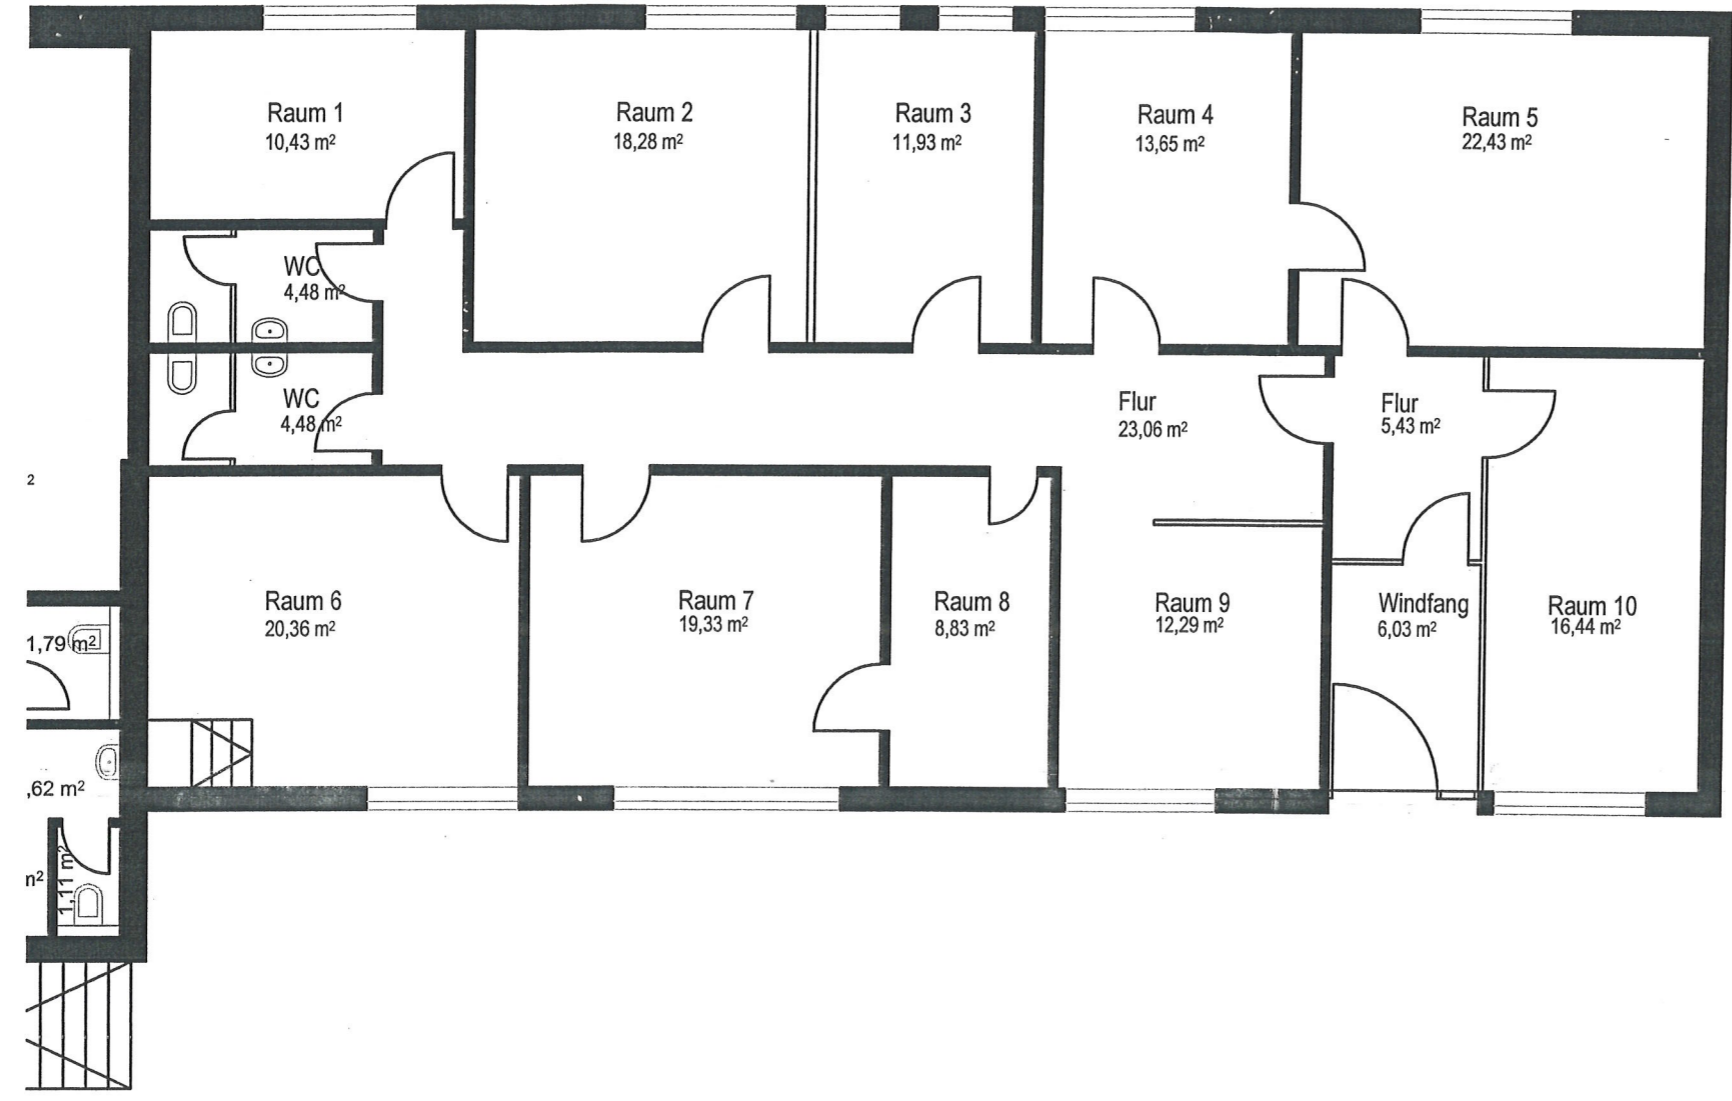 Raum 1
10,43 m²
Raum 2
18,28 m²
Raum 3
11,93 m²
Raum 4
13,65 m²
Raum 5
22,43 m²
WC
4,48 m²
WC
4,48 m²
Flur
23,06 m²
Flur
5,43 m²
2
Raum 6
20,36 m²
Raum 7
19,33 m²
Raum 8
8,83 m²
Raum 9
12,29 m²
Windfang
6,03 m²
Raum 10
16,44 m²
1,79 m²
,62 m²
m²
1,11 m²